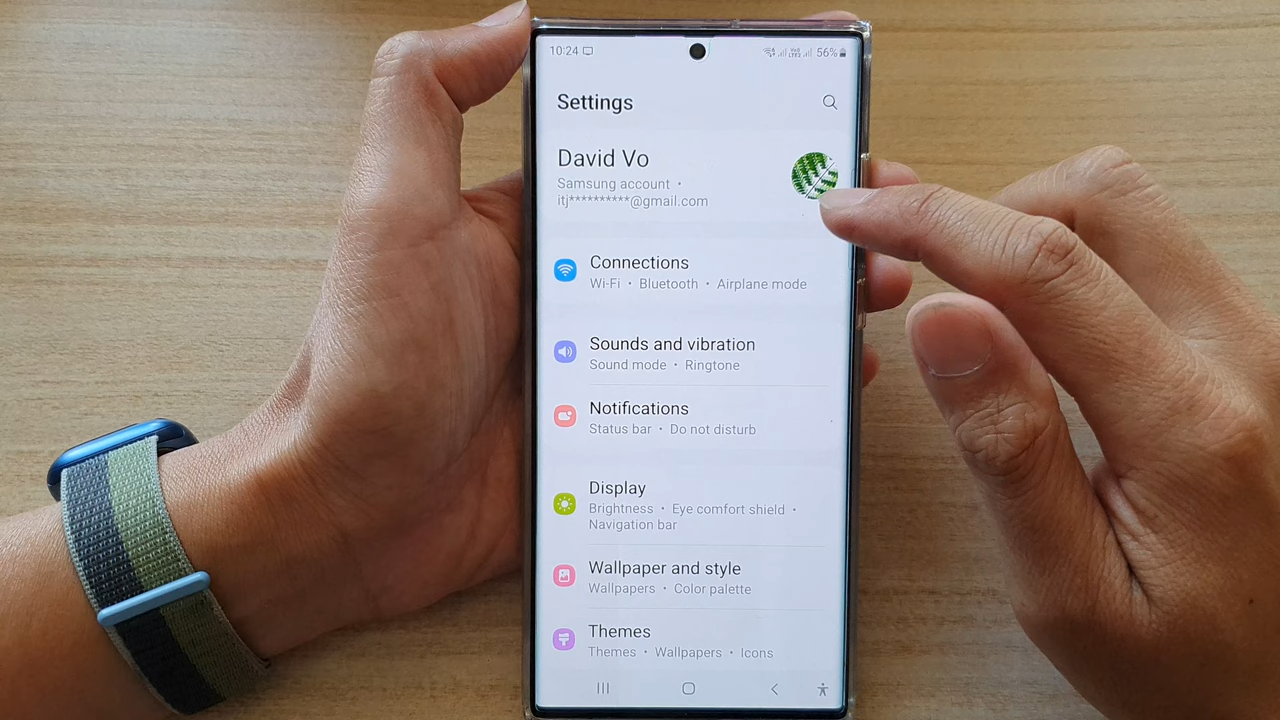 10:24
56%
Settings
David Vo
Samsung account •
itj**********@gmail.com
Connections
Wi-Fi • Bluetooth • Airplane mode
Sounds and vibration
Sound mode • Ringtone
Notifications
Status bar • Do not disturb
Display
Brightness • Eye comfort shield •
Navigation bar
Wallpaper and style
Wallpapers • Color palette
Themes
Themes • Wallpapers • Icons